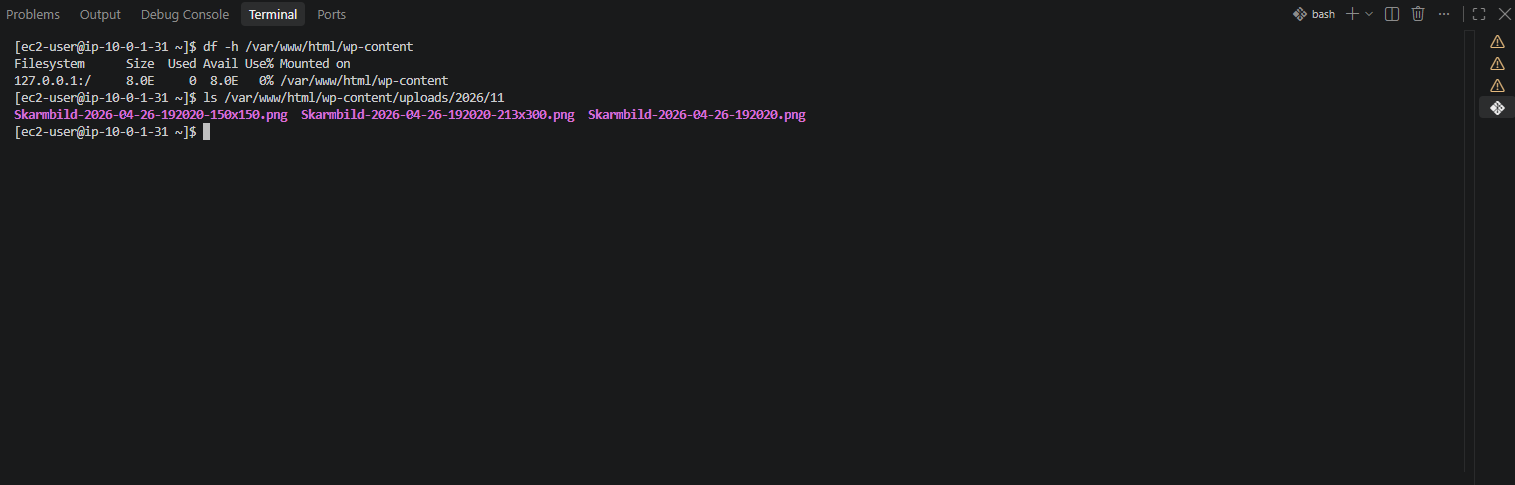 Problems Output Debug Console Terminal Ports bash
[ec2-user@ip-10-0-1-31 ~]$ df -h /var/www/html/wp-content
Filesystem      Size  Used Avail Use% Mounted on
127.0.0.1:/     8.0E     0  8.0E   0% /var/www/html/wp-content
[ec2-user@ip-10-0-1-31 ~]$ ls /var/www/html/wp-content/uploads/2026/11
Skarmbild-2026-04-26-192020-150x150.png  Skarmbild-2026-04-26-192020-213x300.png  Skarmbild-2026-04-26-192020.png
[ec2-user@ip-10-0-1-31 ~]$